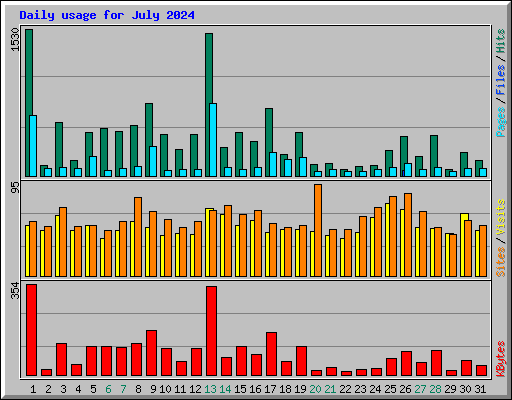 Daily usage for July 2024
1530
Pages / Files / Hits
95
Sites / Visits
354
KBytes
1 2 3 4 5 6 7 8 9 10 11 12 13 14 15 16 17 18 19 20 21 22 23 24 25 26 27 28 29 30 31